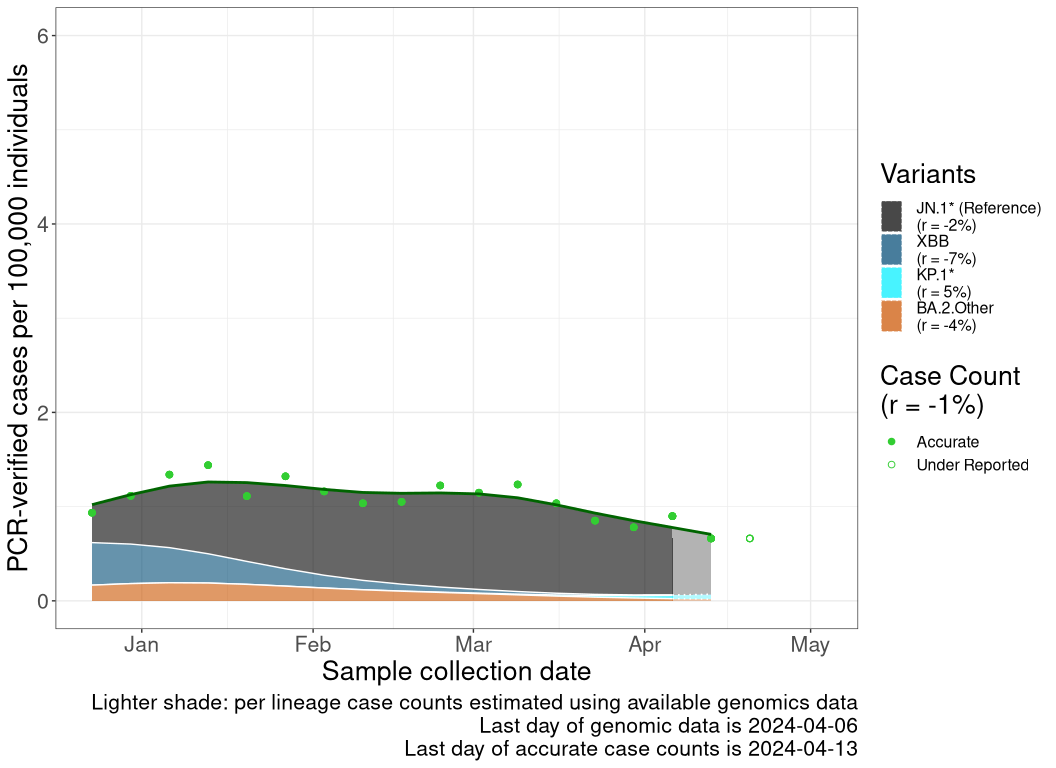 PCR-verified cases per 100,000 individuals
6
4
2
0
Jan
Feb
Mar
Apr
May
Sample collection date
Lighter shade: per lineage case counts estimated using available genomics data
Last day of genomic data is 2024-04-06
Last day of accurate case counts is 2024-04-13
Variants
JN.1* (Reference)
(r = -2%)
XBB
(r = -7%)
KP.1*
(r = 5%)
BA.2.Other
(r = -4%)
Case Count
(r = -1%)
Accurate
Under Reported